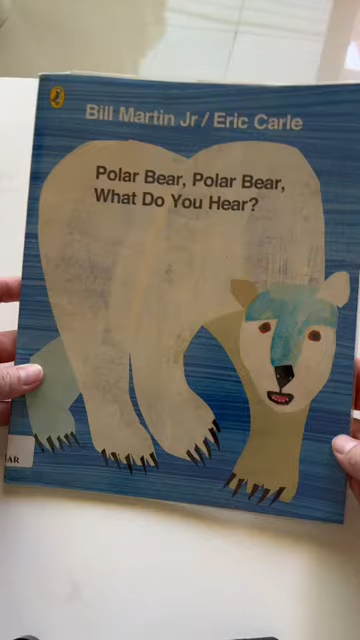 Bill Martin Jr / Eric Carle
Polar Bear, Polar Bear,
What Do You Hear?